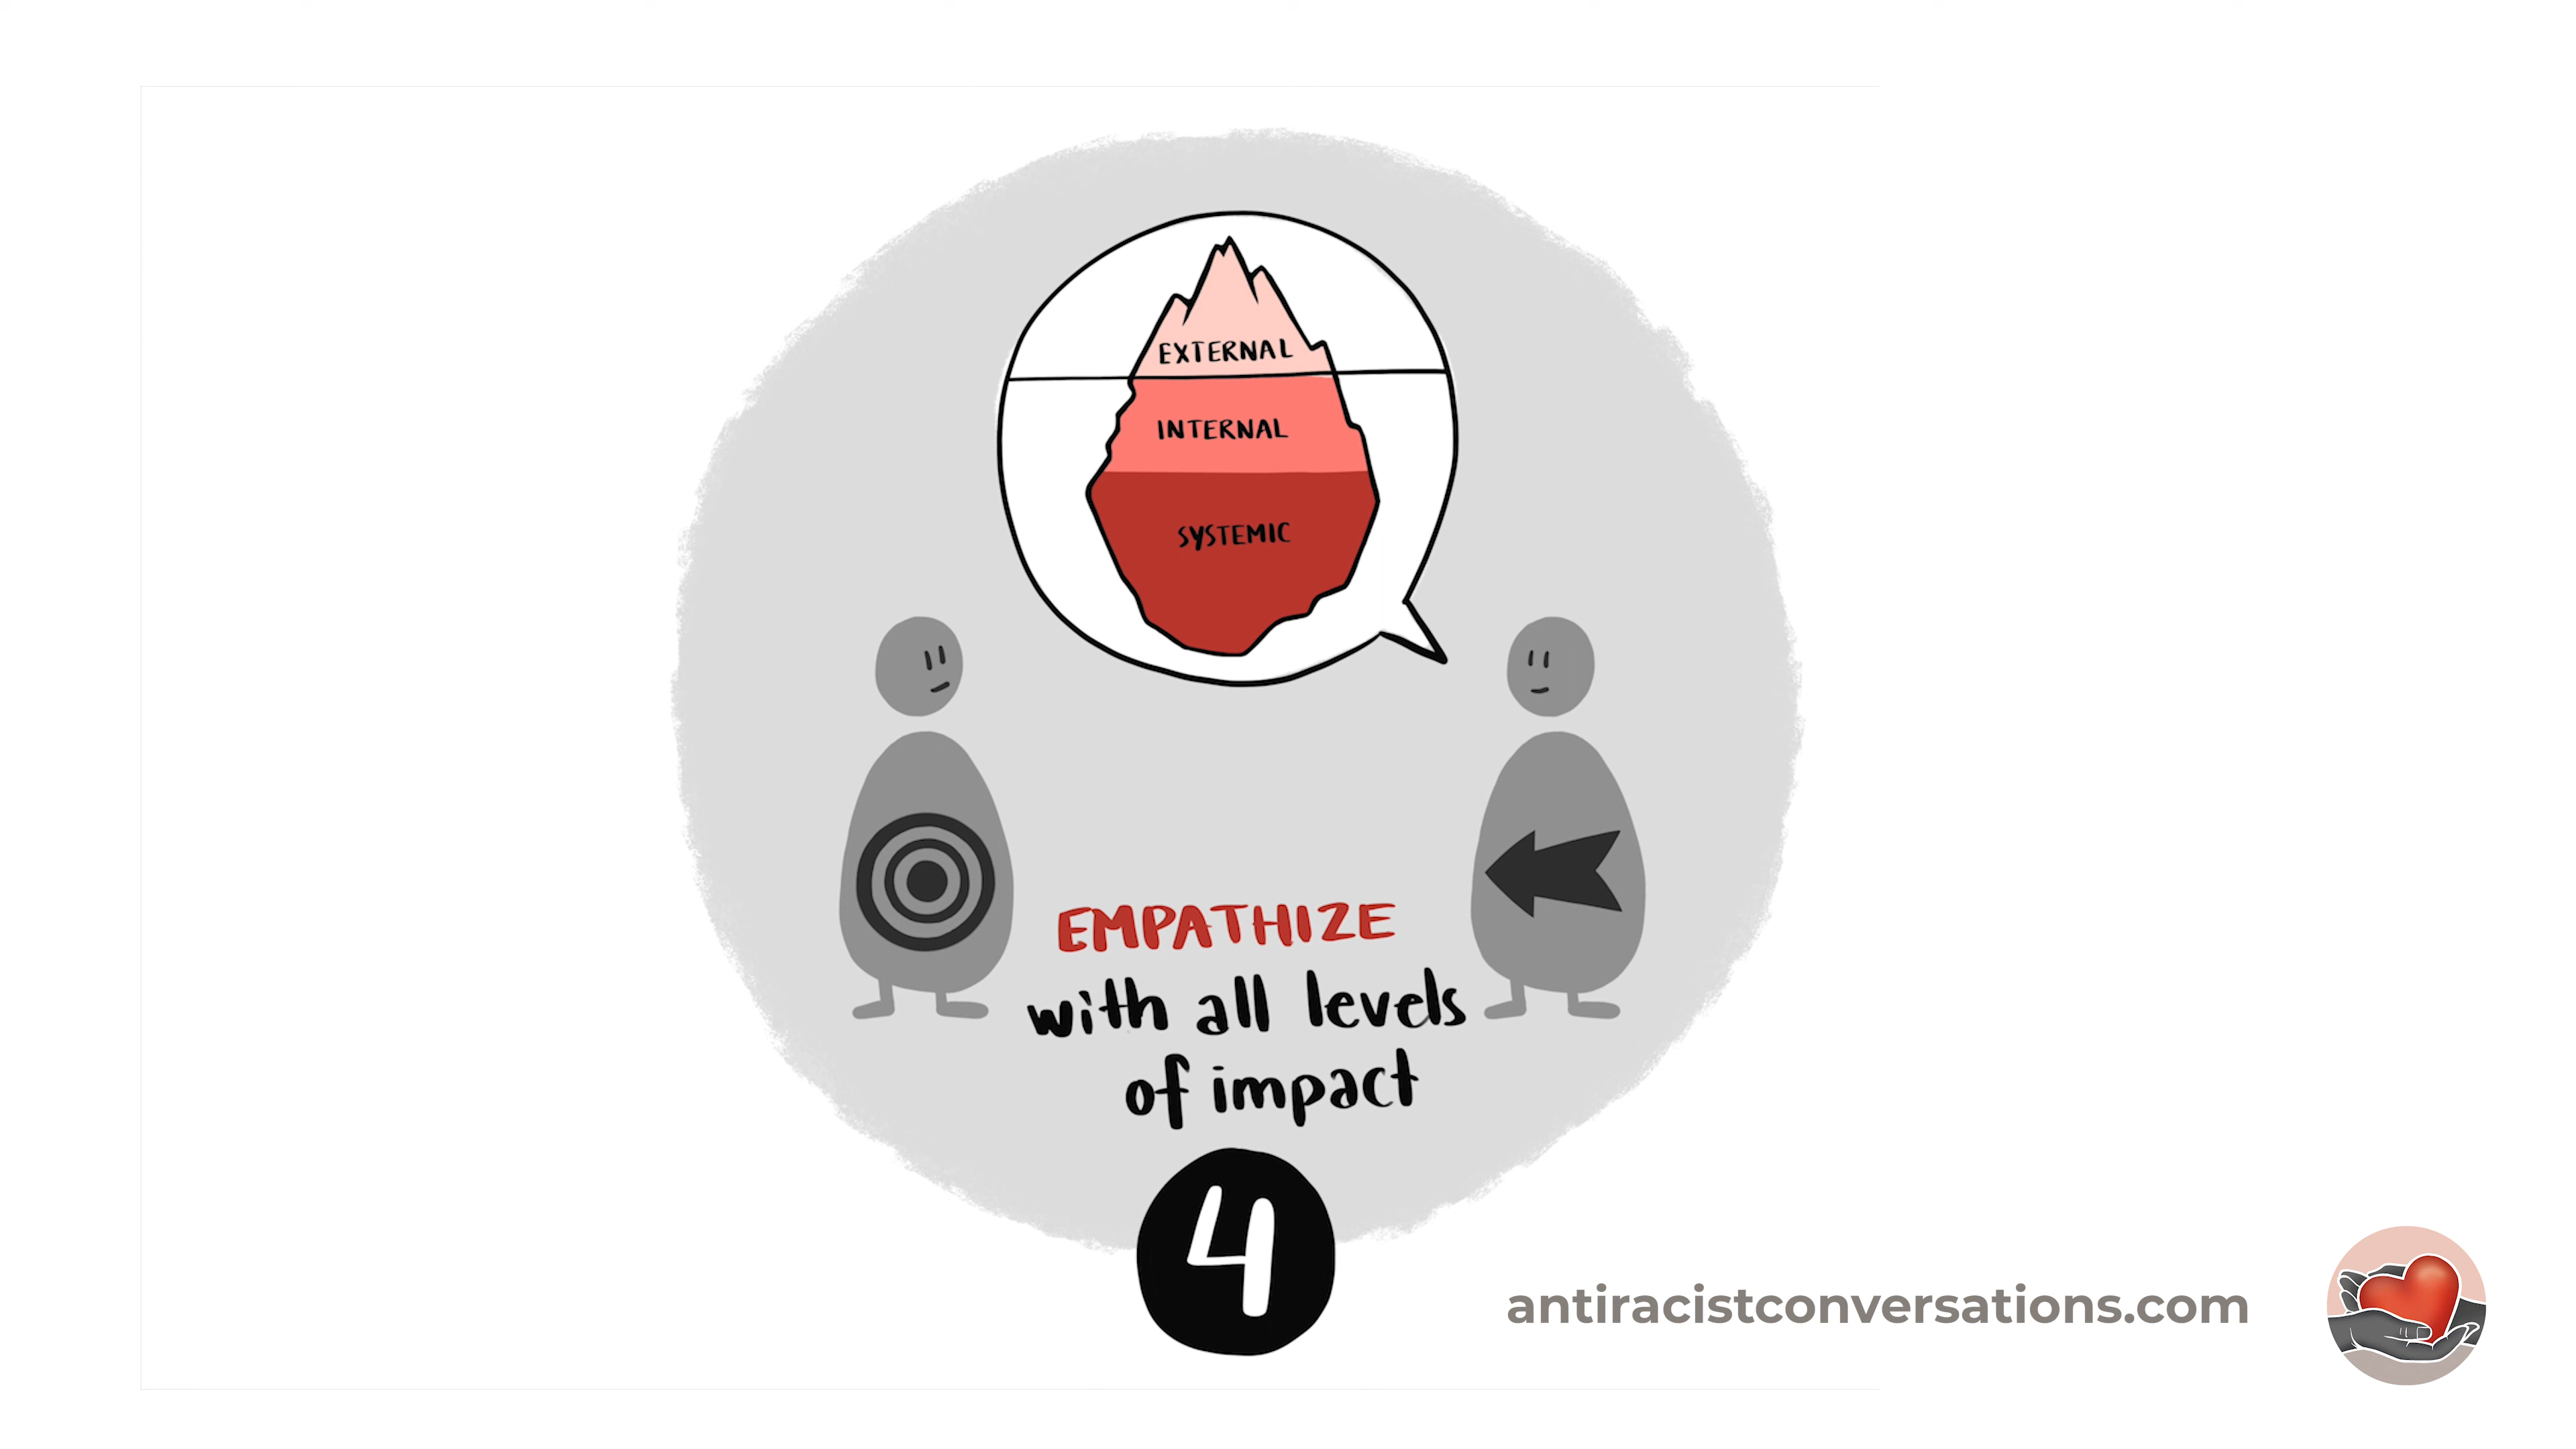 EXTERNAL
INTERNAL
SYSTEMIC
EMPATHIZE
with all levels
of impact
4
antiracistconversations.com